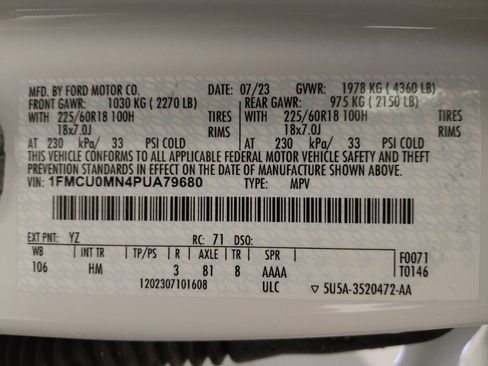 MFD. BY FORD MOTOR CO. DATE: 07/23 GVWR: 1978 KG ( 4360 LB)
FRONT GAWR: 1030 KG ( 2270 LB) REAR GAWR: 975 KG ( 2150 LB)
WITH 225/60R18 100H TIRES WITH 225/60R18 100H TIRES
18x7.0J RIMS 18x7.0J RIMS
AT 230 kPa/ 33 PSI COLD AT 230 kPa/ 33 PSI COLD
THIS VEHICLE CONFORMS TO ALL APPLICABLE FEDERAL MOTOR VEHICLE SAFETY AND THEFT
PREVENTION STANDARDS IN EFFECT ON THE DATE OF MANUFACTURE SHOWN ABOVE.
VIN: 1FMCU0MN4PUA79680 TYPE: MPV
EXT PNT: YZ RC: 71 DSO:
WB INT TR TP/PS R AXLE TR SPR F0071
106 HM 3 81 8 AAAA T0146
1202307101608 ULC ▽ 5U5A-3520472-AA